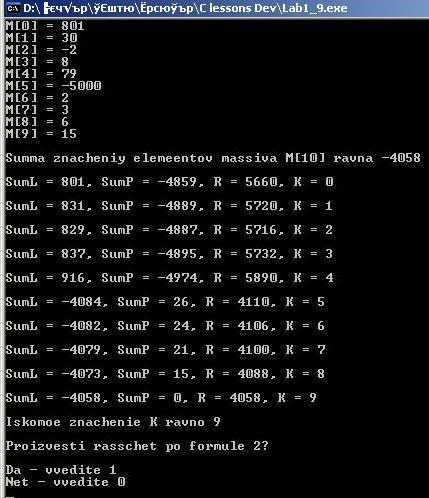 D:\ ╠єч√ър\ўЕштю\Ёрсюўър\C lessons Dev\Lab1_9.exe
M[0] = 801
M[1] = 30
M[2] = -2
M[3] = 8
M[4] = 79
M[5] = -5000
M[6] = 2
M[7] = 3
M[8] = 6
M[9] = 15
Summa znacheniy elemeentov massiva M[10] ravna -4058
SumL = 801, SumP = -4859, R = 5660, K = 0
SumL = 831, SumP = -4889, R = 5720, K = 1
SumL = 829, SumP = -4887, R = 5716, K = 2
SumL = 837, SumP = -4895, R = 5732, K = 3
SumL = 916, SumP = -4974, R = 5890, K = 4
SumL = -4084, SumP = 26, R = 4110, K = 5
SumL = -4082, SumP = 24, R = 4106, K = 6
SumL = -4079, SumP = 21, R = 4100, K = 7
SumL = -4073, SumP = 15, R = 4088, K = 8
SumL = -4058, SumP = 0, R = 4058, K = 9
Iskomoe znachenie K ravno 9
Proizvesti rasschet po formule 2?
Da - vvedite 1
Net - vvedite 0